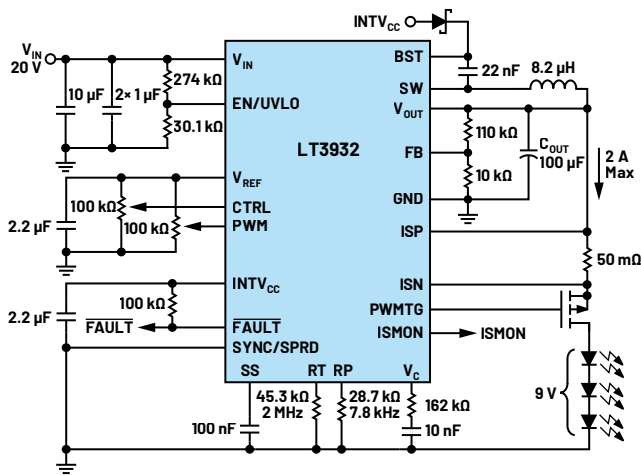 INTVCC
VIN
20 V
10 µF
2× 1 µF
274 kΩ
30.1 kΩ
VIN
EN/UVLO
LT3932
BST
SW
VOUT
FB
GND
ISP
ISN
PWMTG
ISMON
ISMON
22 nF
8.2 µH
110 kΩ
10 kΩ
COUT
100 µF
2 A
Max
50 mΩ
VREF
CTRL
PWM
100 kΩ
100 kΩ
2.2 µF
INTVCC
100 kΩ
2.2 µF
FAULT
FAULT
SYNC/SPRD
SS
RT
RP
VC
45.3 kΩ
2 MHz
28.7 kΩ
7.8 kHz
162 kΩ
100 nF
10 nF
9 V